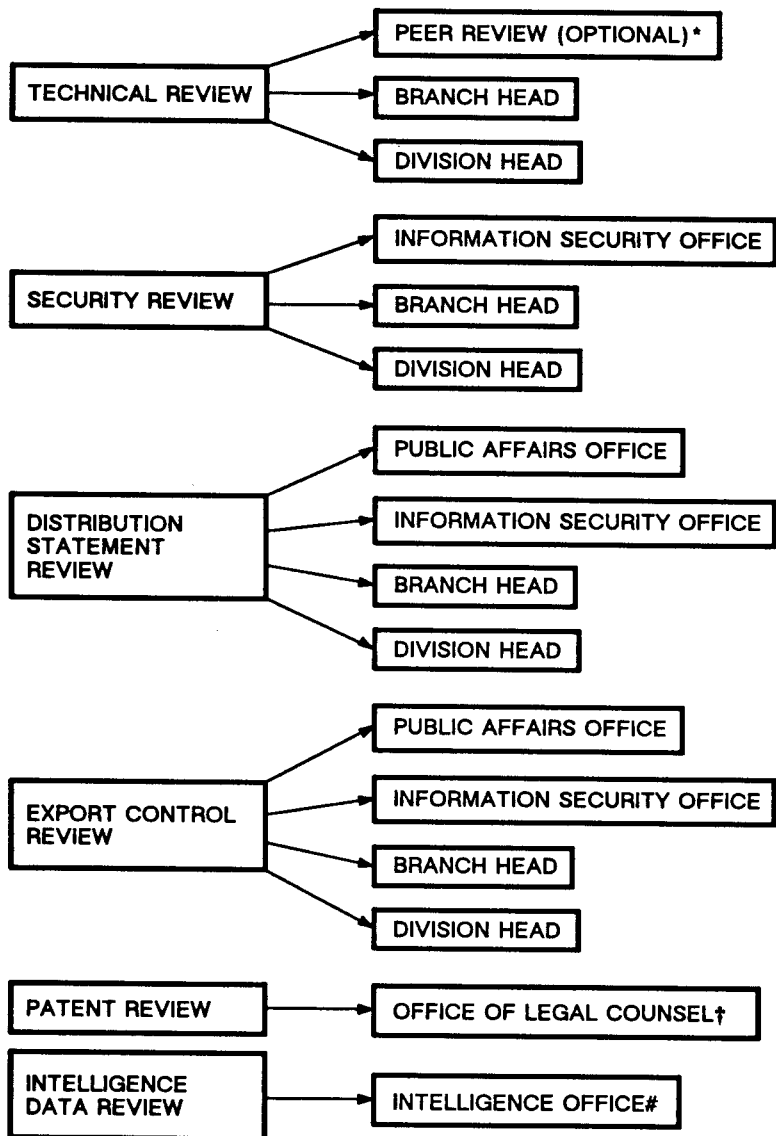 TECHNICAL REVIEW
PEER REVIEW (OPTIONAL)*
BRANCH HEAD
DIVISION HEAD
SECURITY REVIEW
INFORMATION SECURITY OFFICE
BRANCH HEAD
DIVISION HEAD
DISTRIBUTION
STATEMENT
REVIEW
PUBLIC AFFAIRS OFFICE
INFORMATION SECURITY OFFICE
BRANCH HEAD
DIVISION HEAD
EXPORT CONTROL
REVIEW
PUBLIC AFFAIRS OFFICE
INFORMATION SECURITY OFFICE
BRANCH HEAD
DIVISION HEAD
PATENT REVIEW
OFFICE OF LEGAL COUNSEL†
INTELLIGENCE
DATA REVIEW
INTELLIGENCE OFFICE#